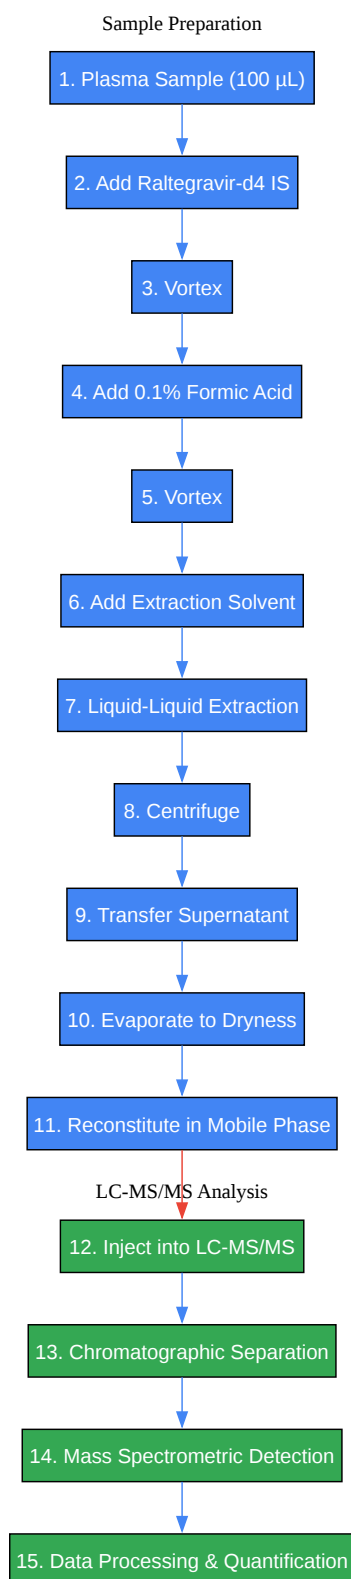 Sample Preparation
1. Plasma Sample (100 µL)
2. Add Raltegravir-d4 IS
3. Vortex
4. Add 0.1% Formic Acid
5. Vortex
6. Add Extraction Solvent
7. Liquid-Liquid Extraction
8. Centrifuge
9. Transfer Supernatant
10. Evaporate to Dryness
11. Reconstitute in Mobile Phase
LC-MS/MS Analysis
12. Inject into LC-MS/MS
13. Chromatographic Separation
14. Mass Spectrometric Detection
15. Data Processing & Quantification